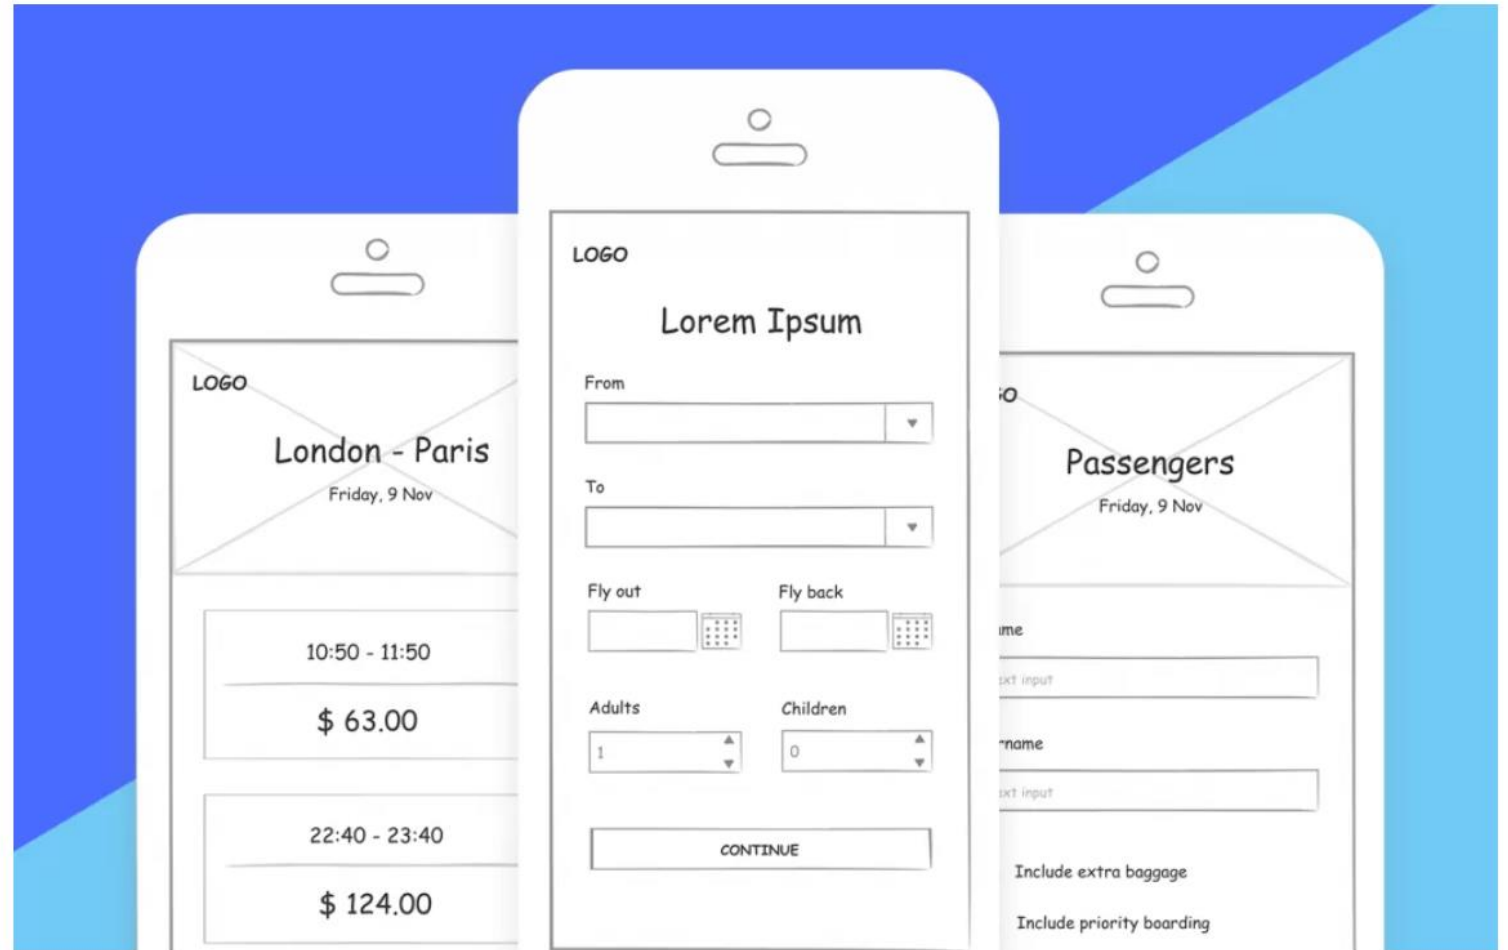 LOGO
London - Paris
Friday, 9 Nov
10:50 - 11:50
$ 63.00
22:40 - 23:40
$ 124.00
LOGO
Lorem Ipsum
From
To
Fly out Fly back
Adults Children
1 0
CONTINUE
Passengers
Friday, 9 Nov
input
input
Include extra baggage
Include priority boarding